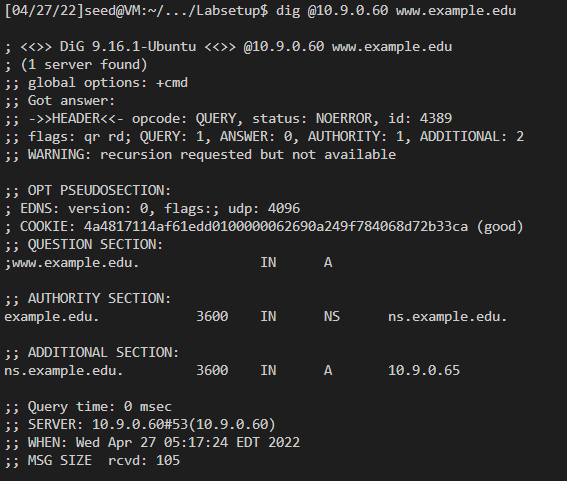 [04/27/22]seed@VM:~/.../Labsetup$ dig @10.9.0.60 www.example.edu

; <<>> DiG 9.16.1-Ubuntu <<>> @10.9.0.60 www.example.edu
; (1 server found)
;; global options: +cmd
;; Got answer:
;; ->>HEADER<<- opcode: QUERY, status: NOERROR, id: 4389
;; flags: qr rd; QUERY: 1, ANSWER: 0, AUTHORITY: 1, ADDITIONAL: 2
;; WARNING: recursion requested but not available

;; OPT PSEUDOSECTION:
; EDNS: version: 0, flags:; udp: 4096
; COOKIE: 4a4817114af61edd0100000062690a249f784068d72b33ca (good)
;; QUESTION SECTION:
;www.example.edu. IN A

;; AUTHORITY SECTION:
example.edu. 3600 IN NS ns.example.edu.

;; ADDITIONAL SECTION:
ns.example.edu. 3600 IN A 10.9.0.65

;; Query time: 0 msec
;; SERVER: 10.9.0.60#53(10.9.0.60)
;; WHEN: Wed Apr 27 05:17:24 EDT 2022
;; MSG SIZE rcvd: 105